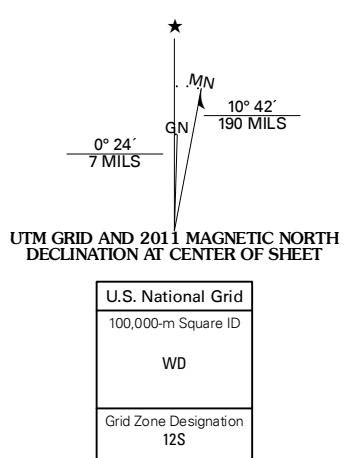 ★
MN
10° 42´
190 MILS
GN
0° 24´
7 MILS
UTM GRID AND 2011 MAGNETIC NORTH
DECLINATION AT CENTER OF SHEET
U.S. National Grid
100,000-m Square ID
WD
Grid Zone Designation
12S